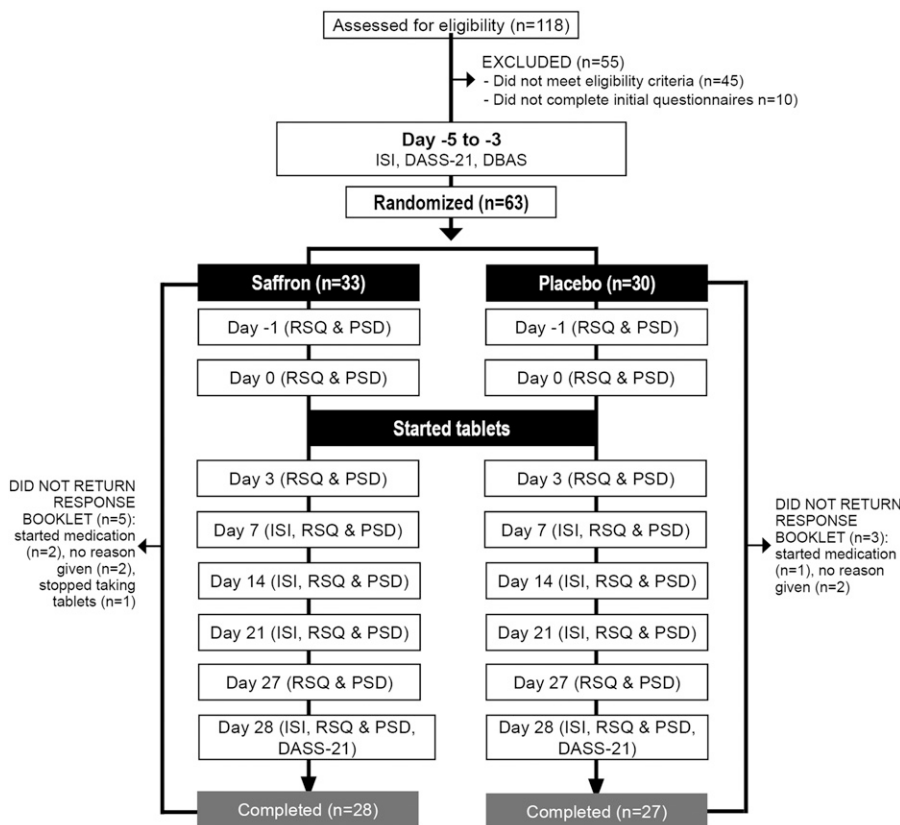 Assessed for eligibility (n=118)
EXCLUDED (n=55)
- Did not meet eligibility criteria (n=45)
- Did not complete initial questionnaires n=10)
Day -5 to -3
ISI, DASS-21, DBAS
Randomized (n=63)
Saffron (n=33)
Placebo (n=30)
Day -1 (RSQ & PSD)
Day -1 (RSQ & PSD)
Day 0 (RSQ & PSD)
Day 0 (RSQ & PSD)
Started tablets
Day 3 (RSQ & PSD)
Day 3 (RSQ & PSD)
DID NOT RETURN
RESPONSE
BOOKLET (n=5):
started medication
(n=2), no reason
given (n=2),
stopped taking
tablets (n=1)
DID NOT RETURN
RESPONSE
BOOKLET (n=3):
started medication
(n=1), no reason
given (n=2)
Day 7 (ISI, RSQ & PSD)
Day 7 (ISI, RSQ & PSD)
Day 14 (ISI, RSQ & PSD)
Day 14 (ISI, RSQ & PSD)
Day 21 (ISI, RSQ & PSD)
Day 21 (ISI, RSQ & PSD)
Day 27 (RSQ & PSD)
Day 27 (RSQ & PSD)
Day 28 (ISI, RSQ & PSD,
DASS-21)
Day 28 (ISI, RSQ & PSD,
DASS-21)
Completed (n=28)
Completed (n=27)